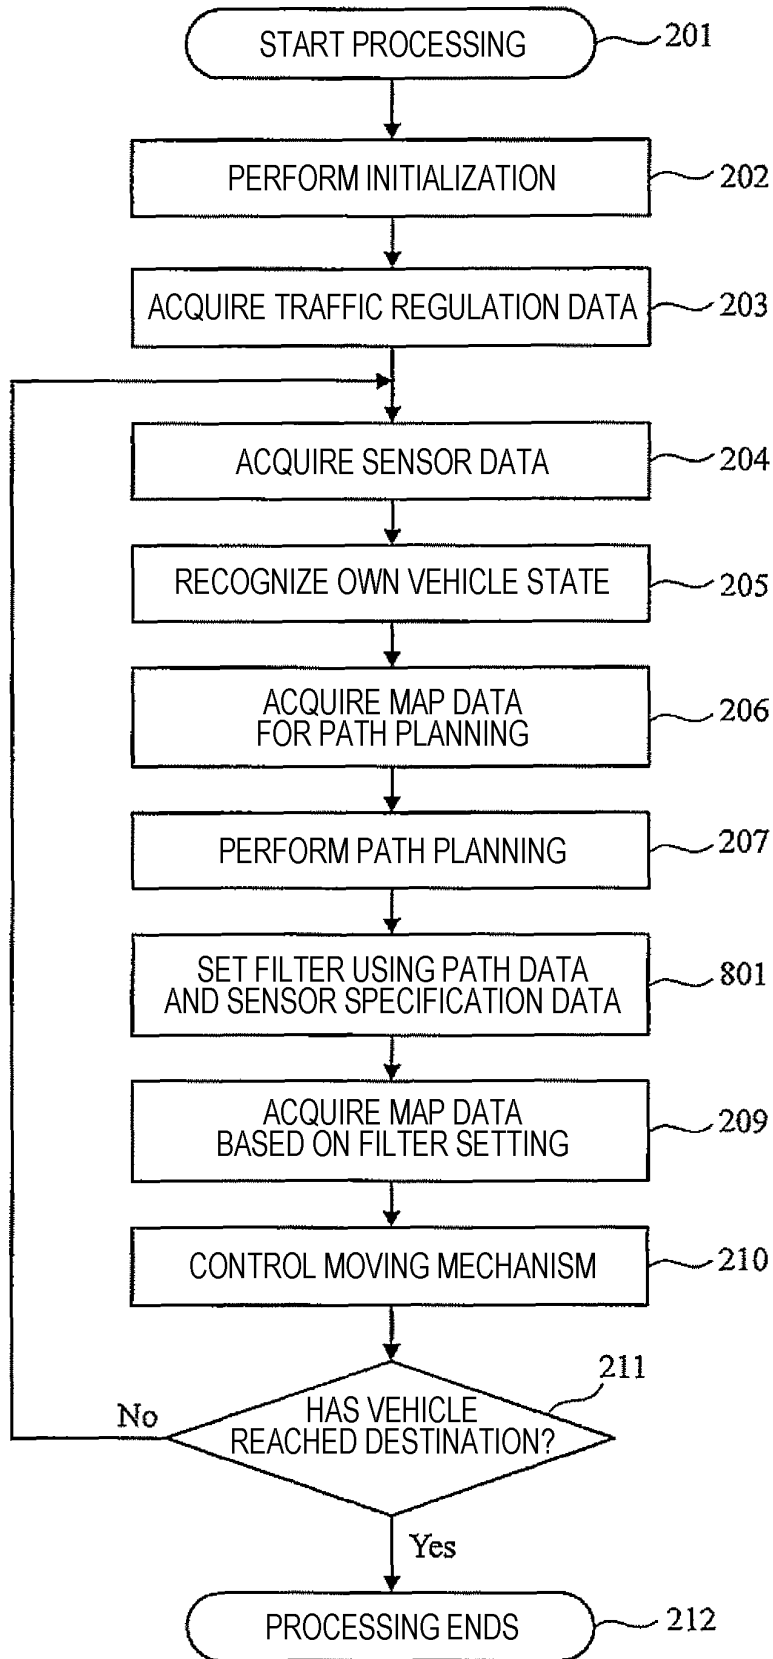 START PROCESSING
201
PERFORM INITIALIZATION
202
ACQUIRE TRAFFIC REGULATION DATA
203
ACQUIRE SENSOR DATA
204
RECOGNIZE OWN VEHICLE STATE
205
ACQUIRE MAP DATA
FOR PATH PLANNING
206
PERFORM PATH PLANNING
207
SET FILTER USING PATH DATA
AND SENSOR SPECIFICATION DATA
801
ACQUIRE MAP DATA
BASED ON FILTER SETTING
209
CONTROL MOVING MECHANISM
210
211
HAS VEHICLE
REACHED DESTINATION?
No
Yes
PROCESSING ENDS
212